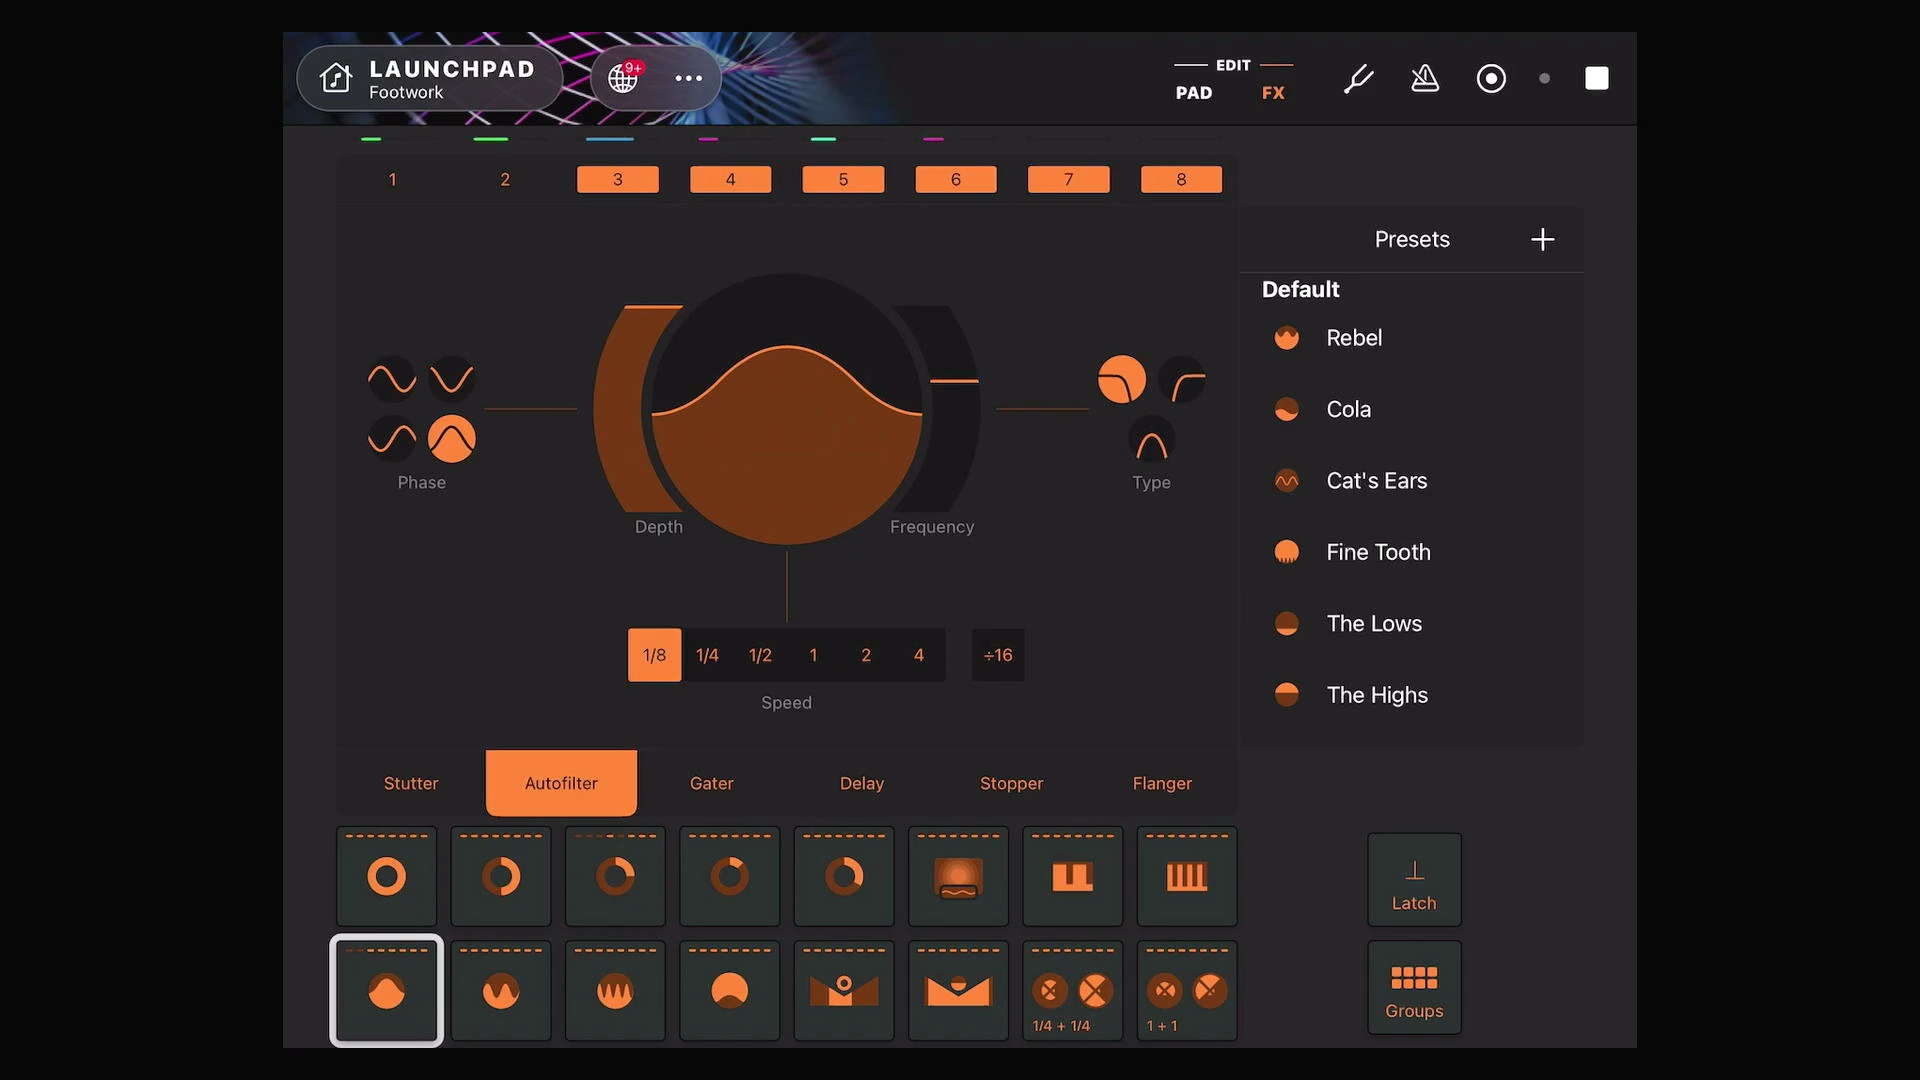 LAUNCHPAD
Footwork
9+
EDIT
PAD FX
1 2 3 4 5 6 7 8
Presets
Default
Rebel
Cola
Cat's Ears
Fine Tooth
The Lows
The Highs
Phase
Depth
Frequency
Type
1/8 1/4 1/2 1 2 4 ÷16
Speed
Stutter Autofilter Gater Delay Stopper Flanger
Latch
1/4 + 1/4
1 + 1
Groups